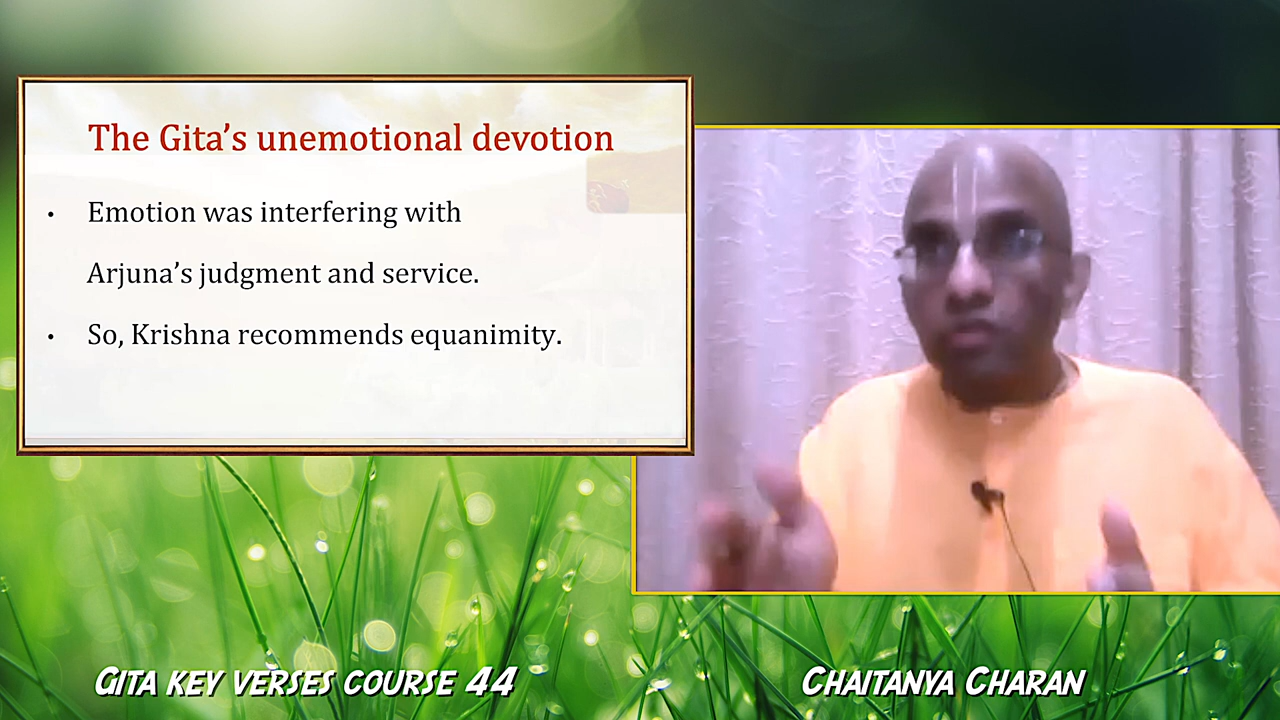 The Gita’s unemotional devotion
• Emotion was interfering with
Arjuna’s judgment and service.
• So, Krishna recommends equanimity.
GITA KEY VERSES COURSE 44
CHAITANYA CHARAN